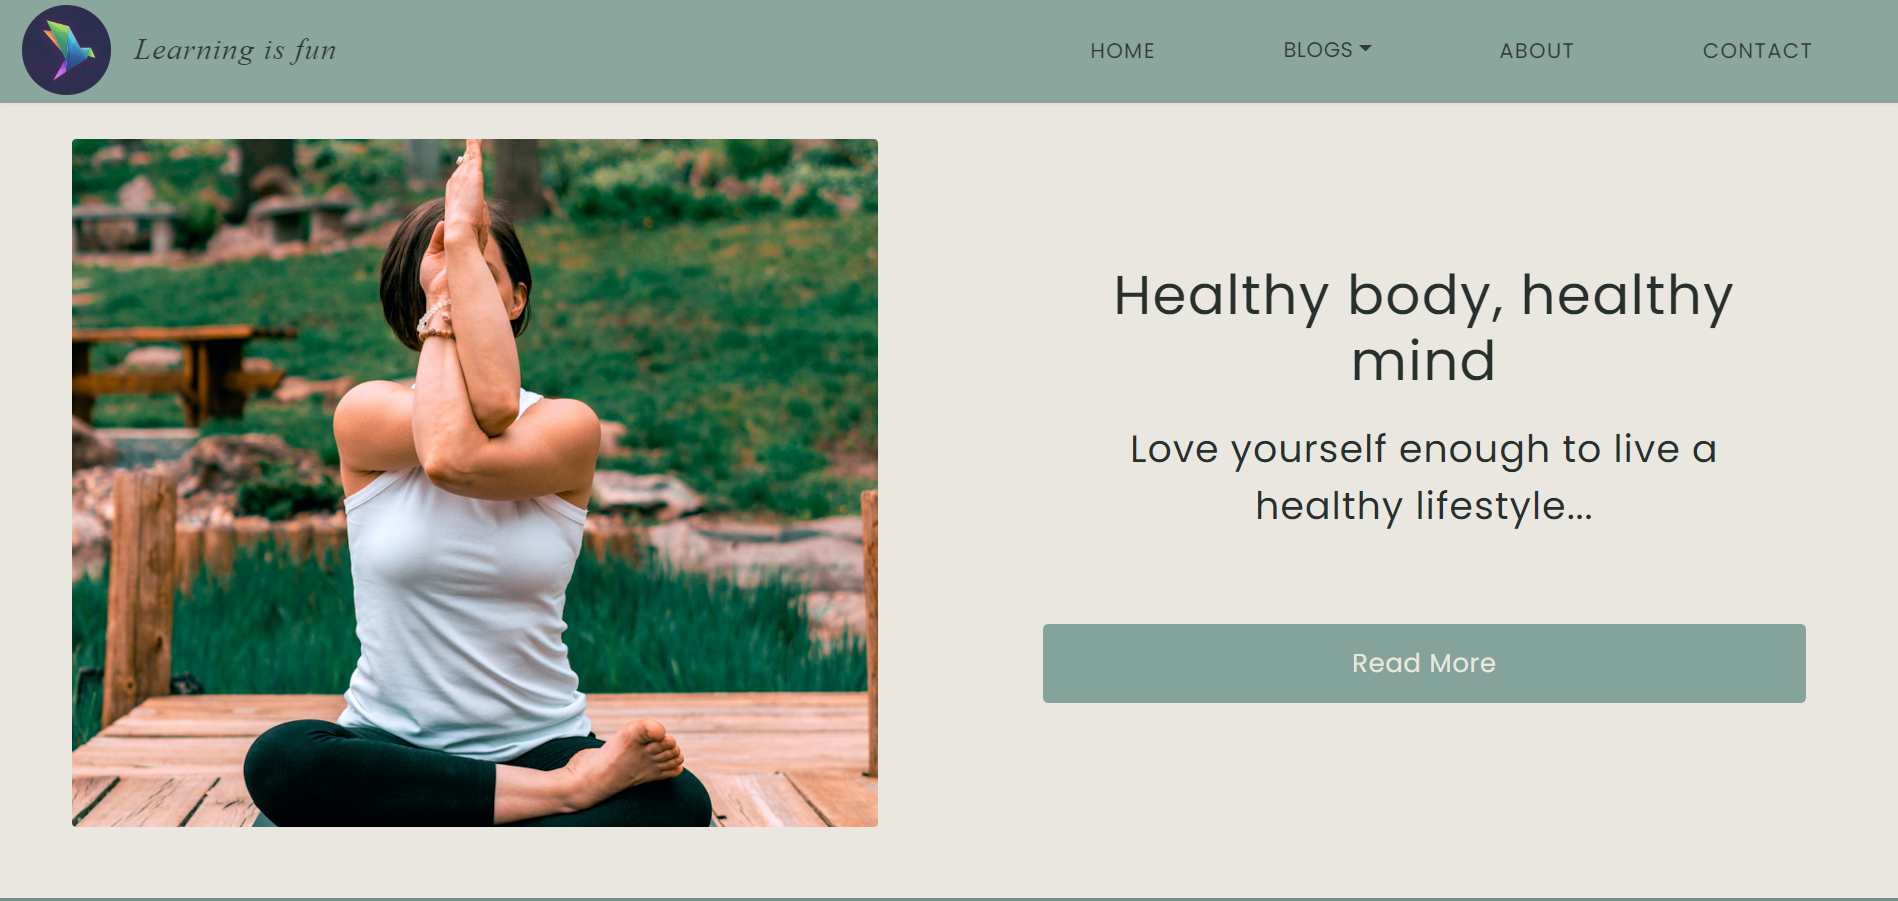 Learning is fun
HOME
BLOGS
ABOUT
CONTACT
Healthy body, healthy
mind
Love yourself enough to live a
healthy lifestyle...
Read More